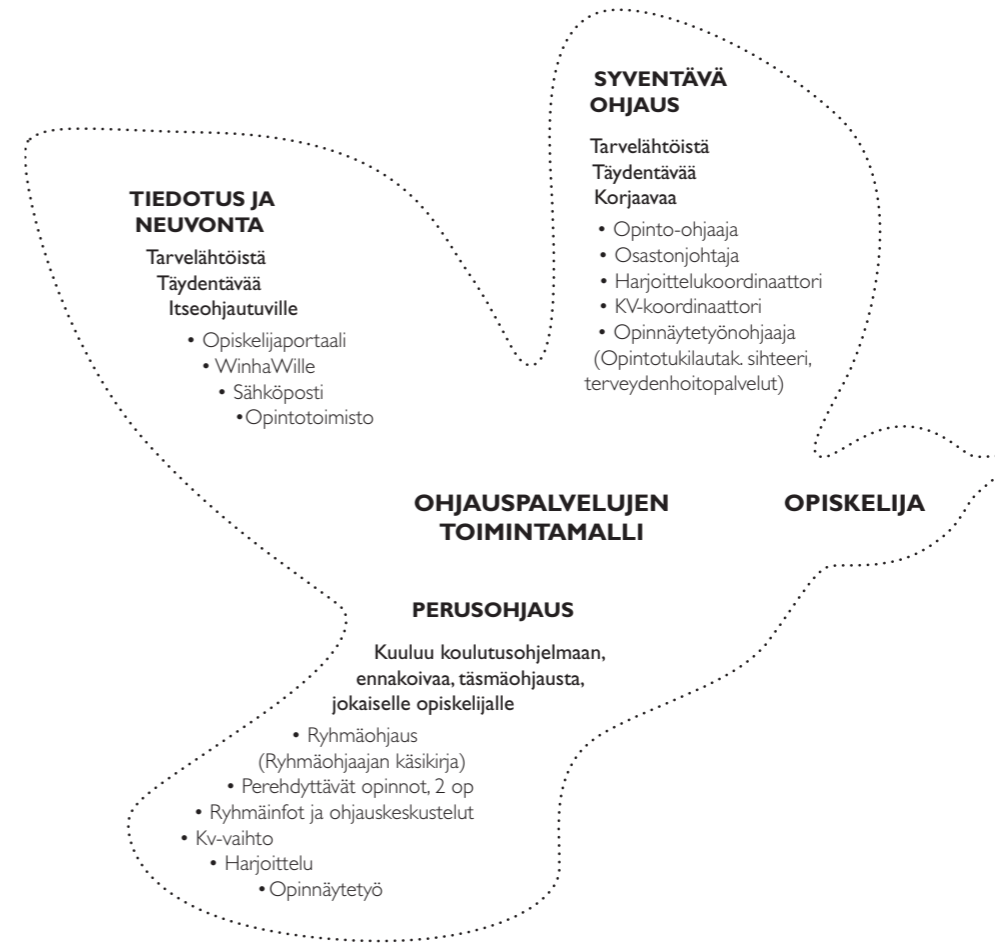 SYVENTÄVÄ
OHJAUS
Tarvelähtöistä
Täydentävää
Korjaavaa
• Opinto-ohjaaja
• Osastonjohtaja
• Harjoittelukoordinaattori
• KV-koordinaattori
• Opinnäytetyönohjaaja
(Opintotukilautak. sihteeri,
terveydenhoitopalvelut)
TIEDOTUS JA
NEUVONTA
Tarvelähtöistä
Täydentävää
Itseohjautuville
• Opiskelijaportaali
• WinhaWille
• Sähköposti
• Opintotoimisto
OHJAUSPALVELUJEN
TOIMINTAMALLI
OPISKELIJA
PERUSOHJAUS
Kuuluu koulutusohjelmaan,
ennakoivaa, täsmäohjausta,
jokaiselle opiskelijalle
• Ryhmäohjaus
(Ryhmäohjaajan käsikirja)
• Perehdyttävät opinnot, 2 op
• Ryhmäinfot ja ohjauskeskustelut
• Kv-vaihto
• Harjoittelu
• Opinnäytetyö